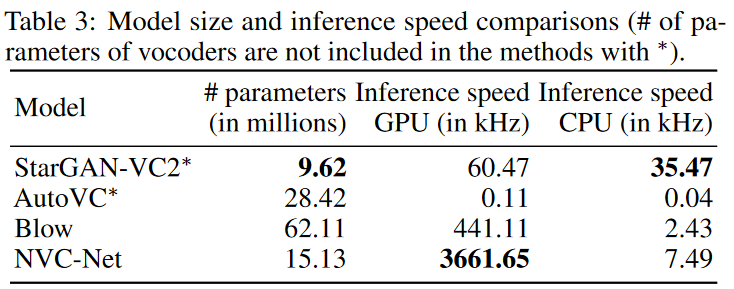 Table 3: Model size and inference speed comparisons (# of pa-
rameters of vocoders are not included in the methods with *).
Model # parameters (in millions) Inference speed GPU (in kHz) Inference speed CPU (in kHz)
StarGAN-VC2* 9.62 60.47 35.47
AutoVC* 28.42 0.11 0.04
Blow 62.11 441.11 2.43
NVC-Net 15.13 3661.65 7.49